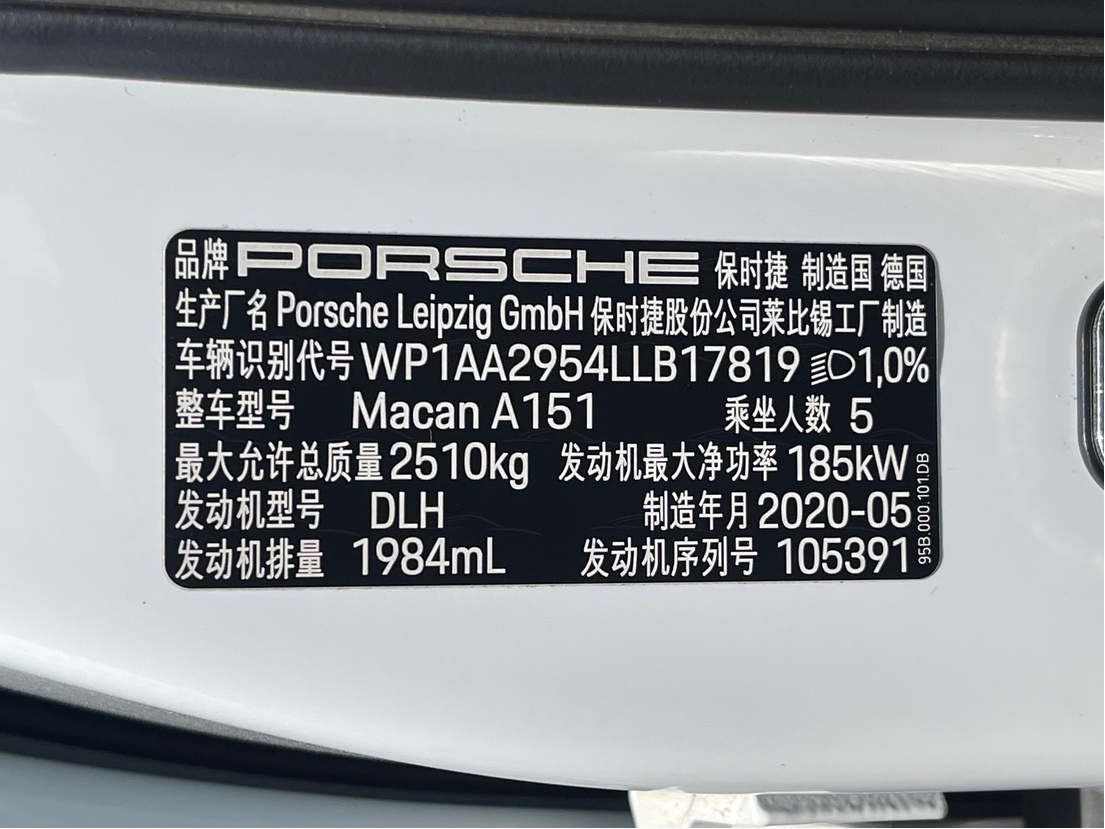 品牌 PORSCHE 保时捷 制造国 德国
生产厂名 Porsche Leipzig GmbH 保时捷股份公司莱比锡工厂制造
车辆识别代号 WP1AA2954LLB17819 1,0%
整车型号 Macan A151 乘坐人数 5
最大允许总质量 2510kg 发动机最大净功率 185kW
发动机型号 DLH 制造年月 2020-05
发动机排量 1984mL 发动机序列号 105391
95B.000.101.DB